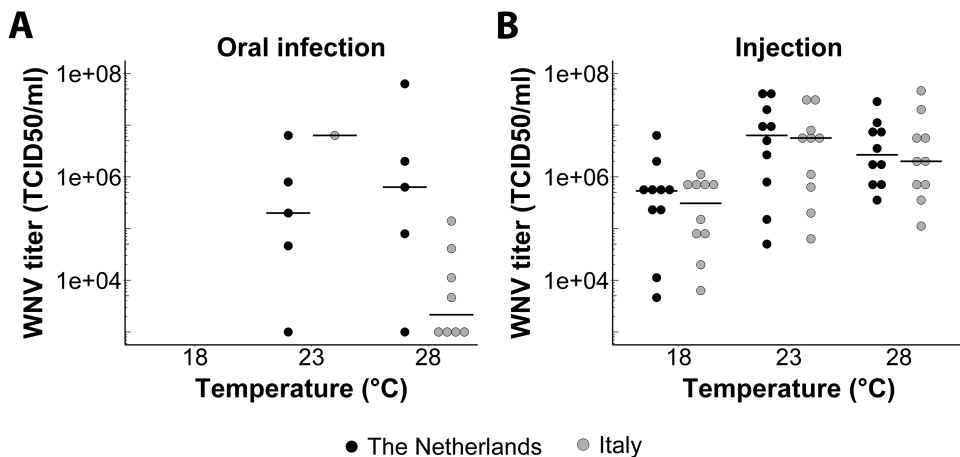 A
Oral infection
WNV titer (TCID50/ml)
1e+08
1e+06
1e+04
18
23
28
Temperature (°C)
B
Injection
WNV titer (TCID50/ml)
1e+08
1e+06
1e+04
18
23
28
Temperature (°C)
The Netherlands
Italy